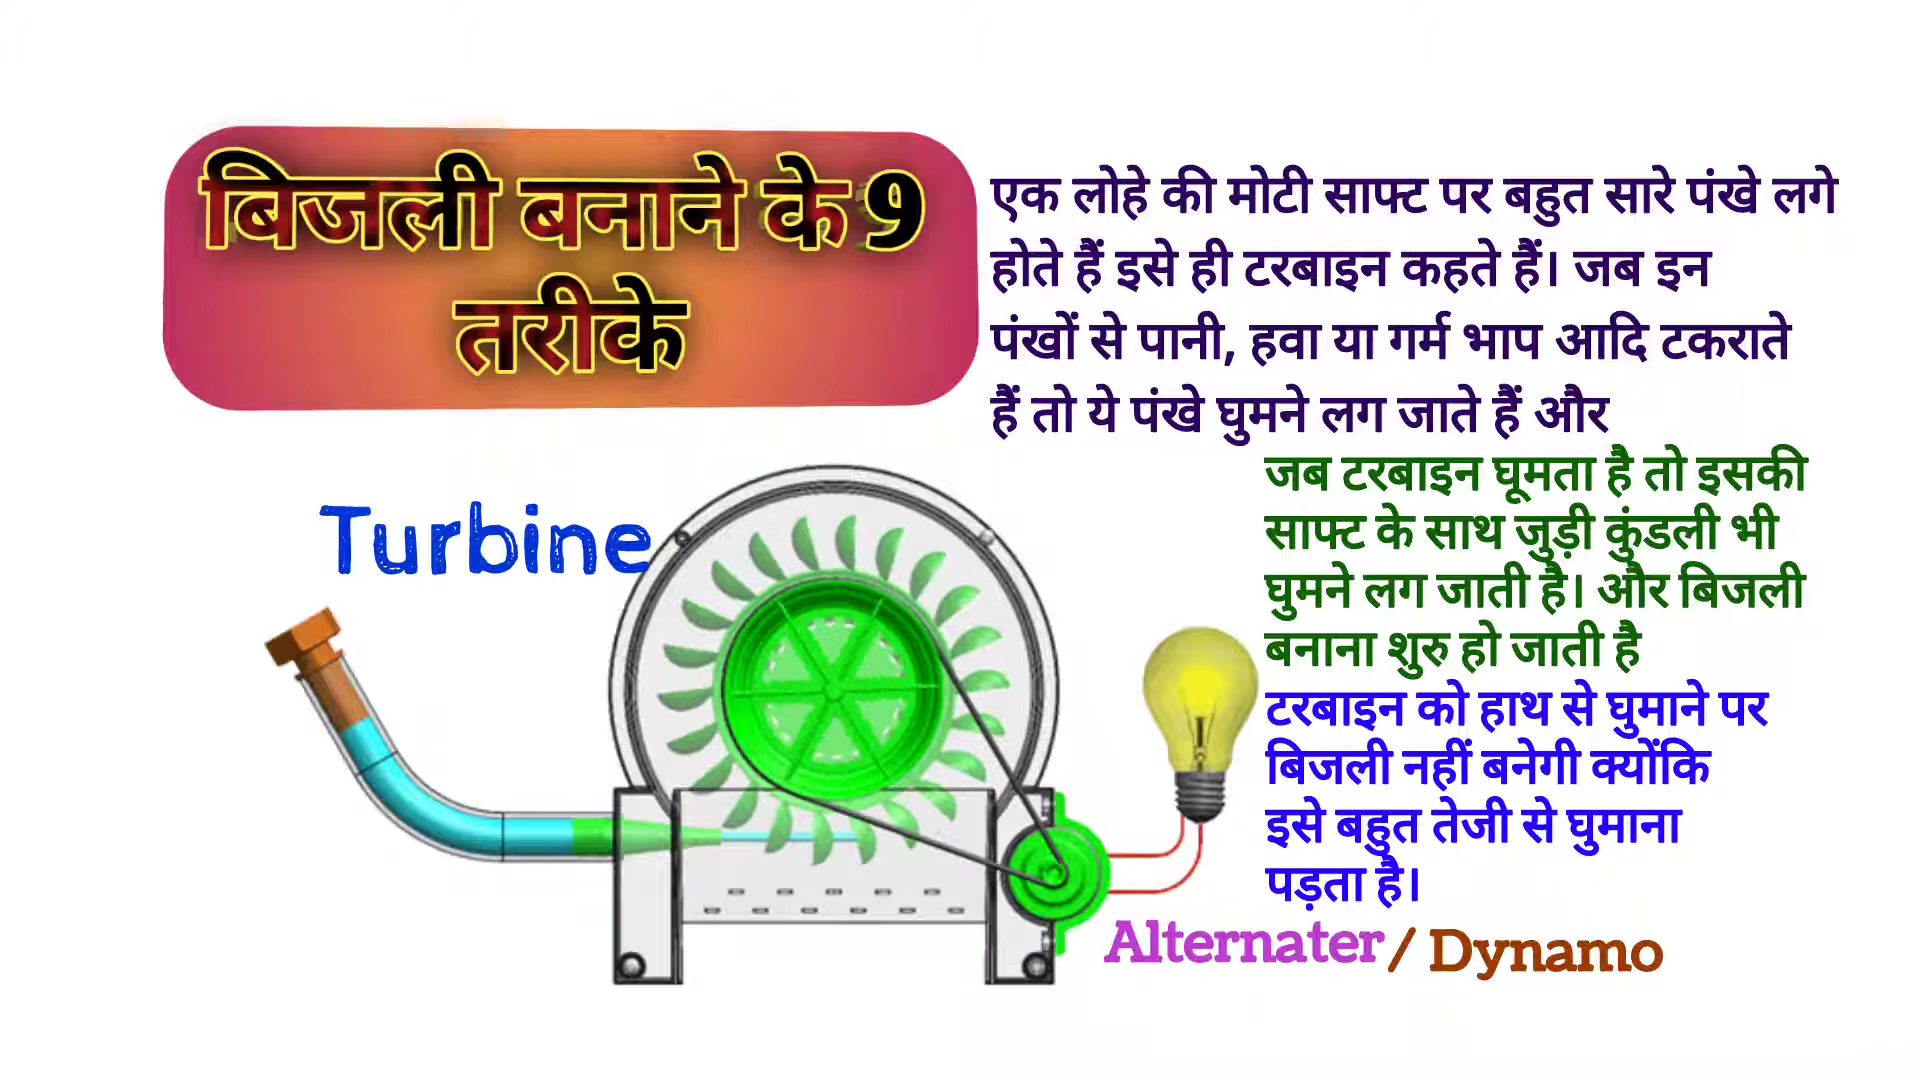 बिजली बनाने के 9
तरीके
एक लोहे की मोटी साफ्ट पर बहुत सारे पंखे लगे
होते हैं इसे ही टरबाइन कहते हैं। जब इन
पंखों से पानी, हवा या गर्म भाप आदि टकराते
हैं तो ये पंखे घुमने लग जाते हैं और
जब टरबाइन घूमता है तो इसकी
साफ्ट के साथ जुड़ी कुंडली भी
घुमने लग जाती है। और बिजली
बनाना शुरु हो जाती है
टरबाइन को हाथ से घुमाने पर
बिजली नहीं बनेगी क्योंकि
इसे बहुत तेजी से घुमाना
पड़ता है।
Turbine
Alternater / Dynamo